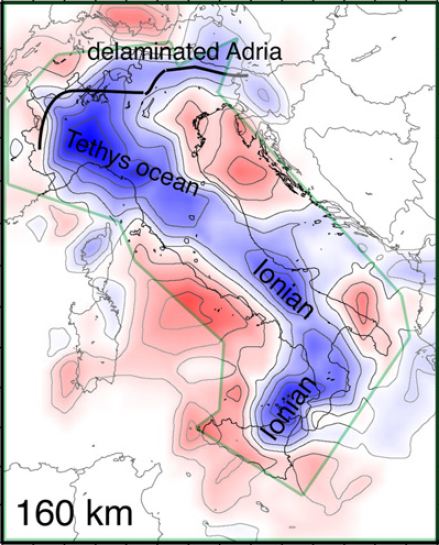 delaminated Adria
Tethys ocean
Ionian
Ionian
160 km